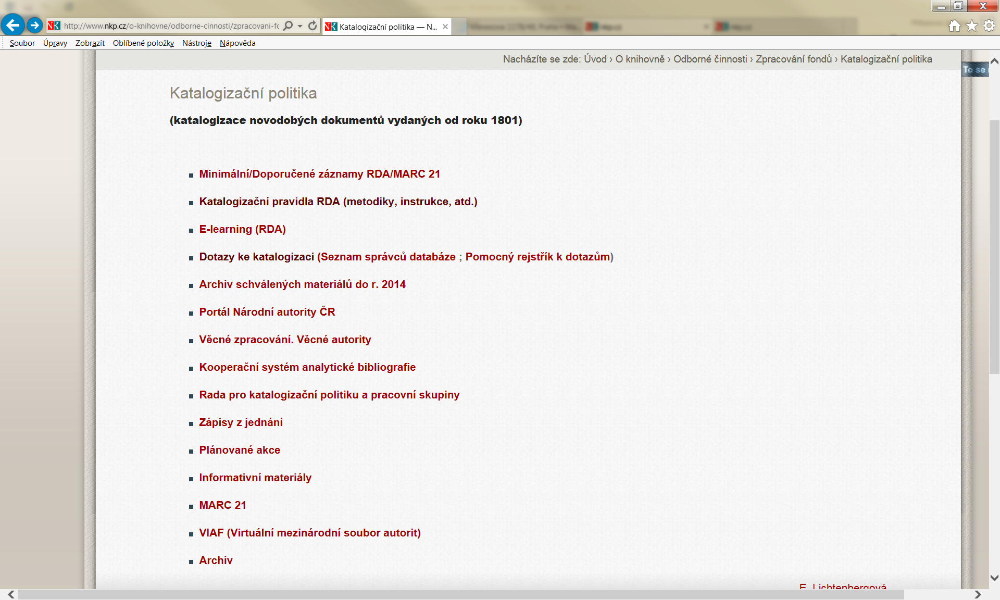 http://www.nkp.cz/o-knihovne/odborne-cinnosti/zpracovani-fo
NK Katalogizační politika — N...
Soubor Úpravy Zobrazit Oblíbené položky Nástroje Nápověda
Nacházíte se zde: Úvod › O knihovně › Odborné činnosti › Zpracování fondů › Katalogizační politika
To se
Katalogizační politika
(katalogizace novodobých dokumentů vydaných od roku 1801)
Minimální/Doporučené záznamy RDA/MARC 21
Katalogizační pravidla RDA (metodiky, instrukce, atd.)
E-learning (RDA)
Dotazy ke katalogizaci (Seznam správců databáze ; Pomocný rejstřík k dotazům)
Archiv schválených materiálů do r. 2014
Portál Národní autority ČR
Věcné zpracování. Věcné autority
Kooperační systém analytické bibliografie
Rada pro katalogizační politiku a pracovní skupiny
Zápisy z jednání
Plánované akce
Informativní materiály
MARC 21
VIAF (Virtuální mezinárodní soubor autorit)
Archiv
E. Lichtenbergová